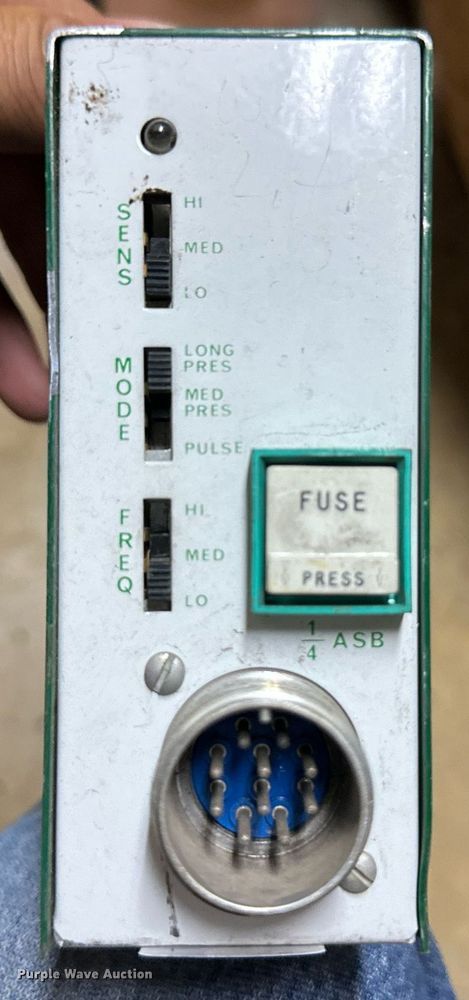 SENS
HI
MED
LO
MODE
LONG
PRES
MED
PRES
PULSE
FREQ
HI
MED
LO
FUSE
PRESS
1/4 ASB
Purple Wave Auction